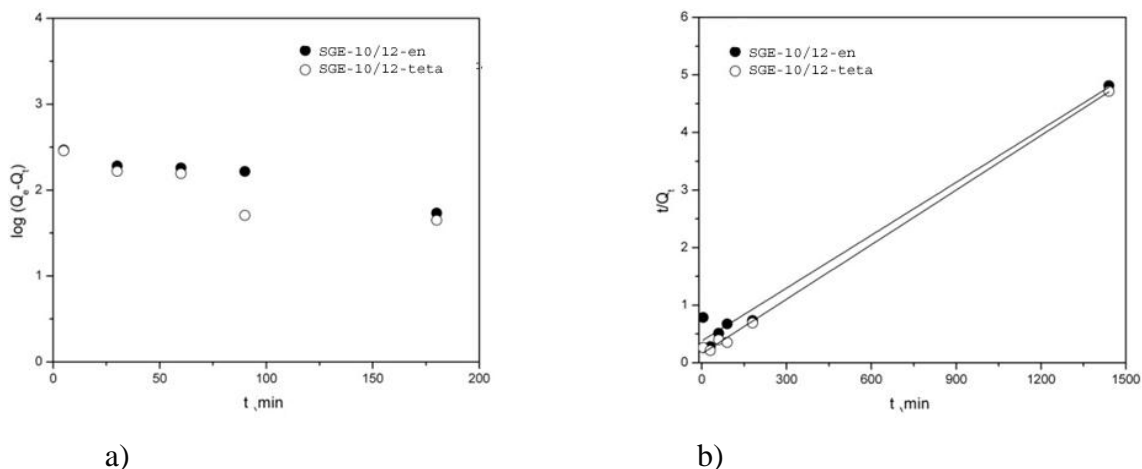 4
3
2
1
0
log (Qe-Qt)
SGE-10/12-en
SGE-10/12-teta
0 50 100 150 200
t ,min
a)
6
5
4
3
2
1
0
t/Qt
SGE-10/12-en
SGE-10/12-teta
0 300 600 900 1200 1500
t ,min
b)